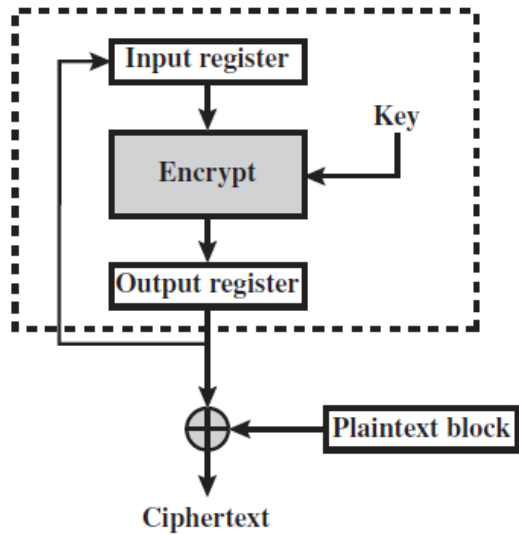 Input register
Key
Encrypt
Output register
Plaintext block
Ciphertext